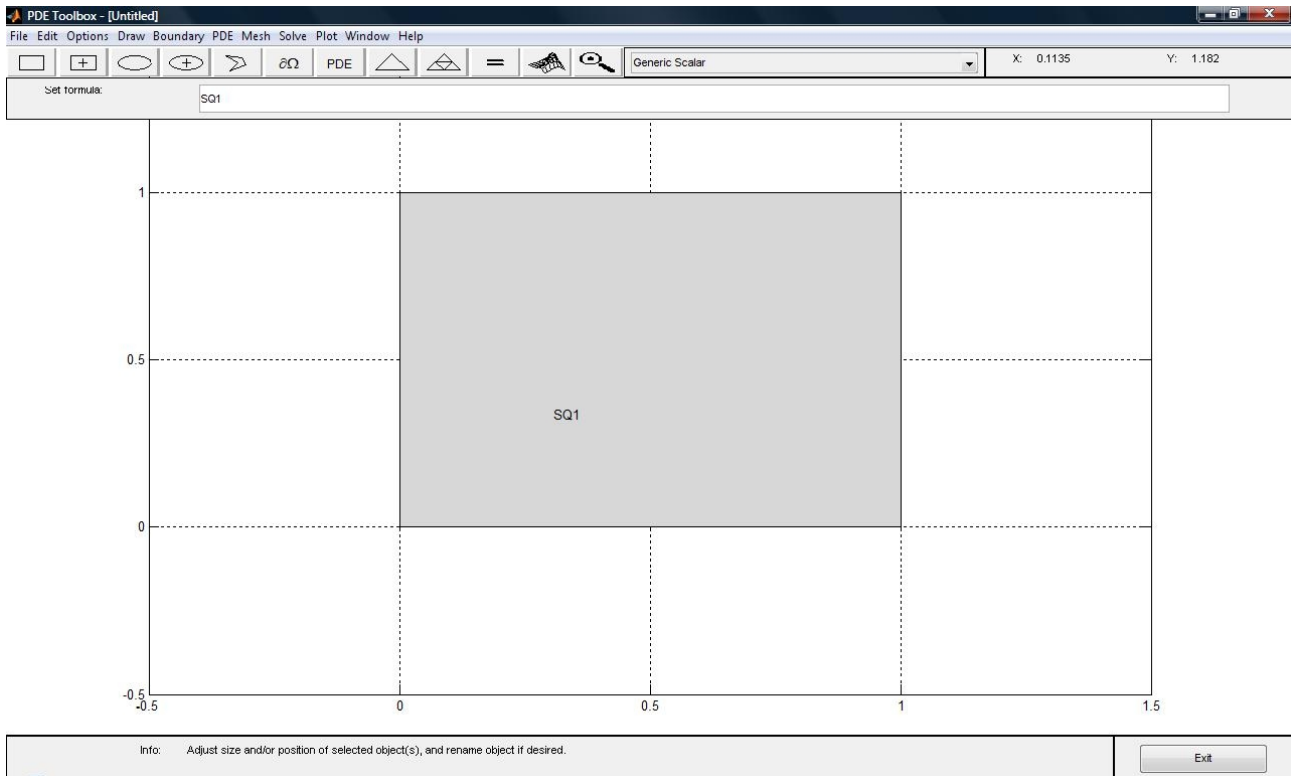 PDE Toolbox - [Untitled]
File Edit Options Draw Boundary PDE Mesh Solve Plot Window Help
∂Ω PDE Generic Scalar X: 0.1135 Y: 1.182
Set formula: SQ1
1
0.5
SQ1
0
-0.5
-0.5 0 0.5 1 1.5
Info: Adjust size and/or position of selected object(s), and rename object if desired. Exit